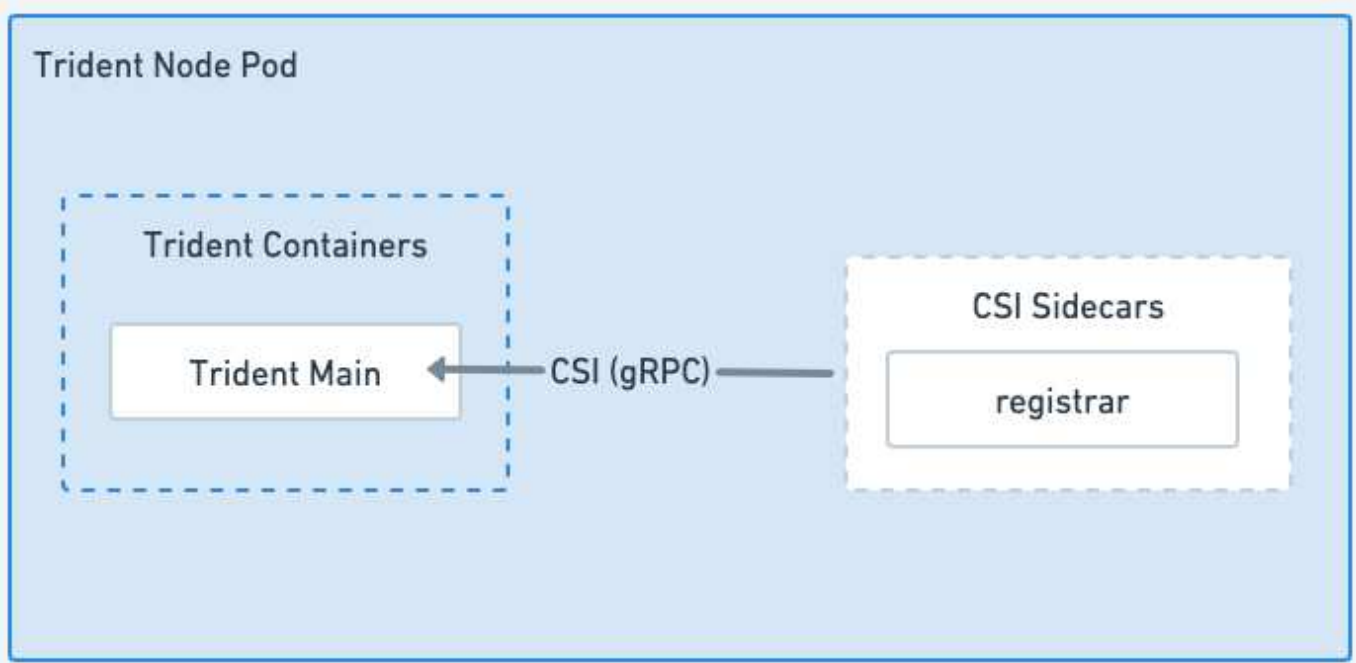 Trident Node Pod
Trident Containers
CSI Sidecars
Trident Main
CSI (gRPC)
registrar